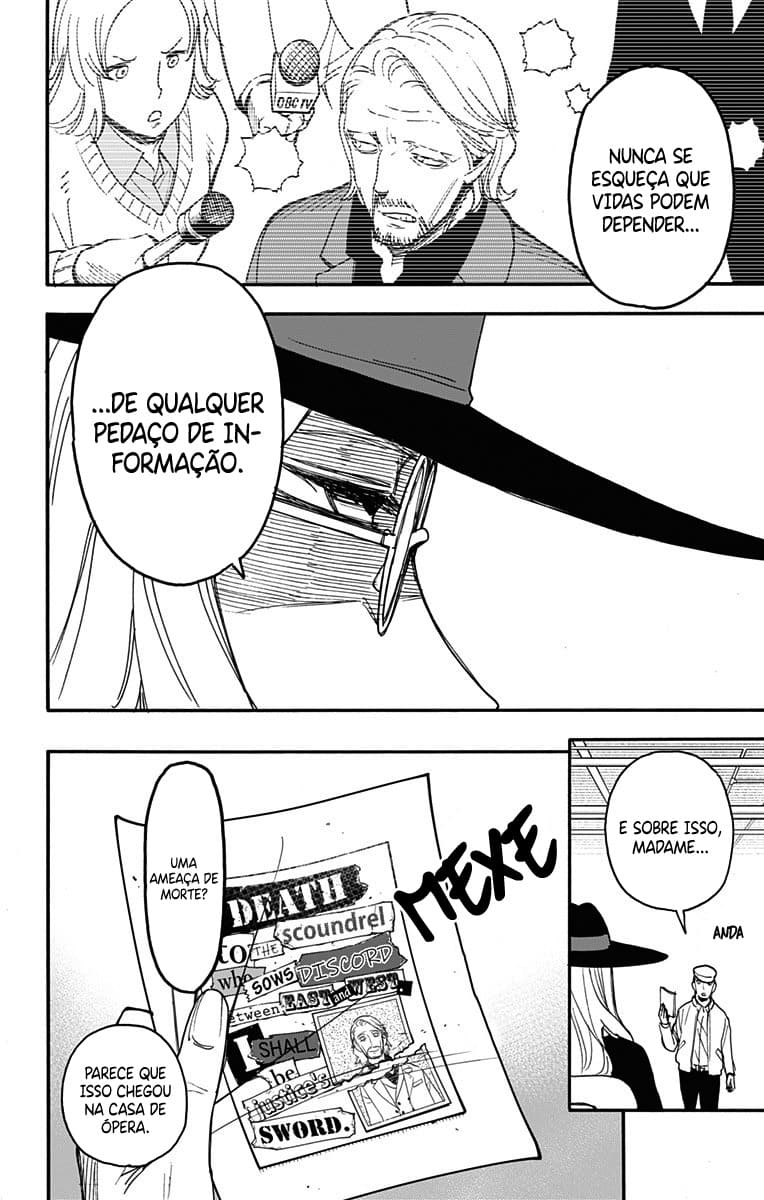 OBC TV
NUNCA SE
ESQUEÇA QUE
VIDAS PODEM
DEPENDER...
...DE QUALQUER
PEDAÇO DE IN-
FORMAÇÃO.
E SOBRE ISSO,
MADAME...
ANDA
MEXE
UMA
AMEAÇA DE
MORTE?
DEATH
to THE scoundrel
who SOWS DISCORD
between EAST and WEST.
I SHALL
be
justice's
SWORD.
PARECE QUE
ISSO CHEGOU
NA CASA DE
ÓPERA.